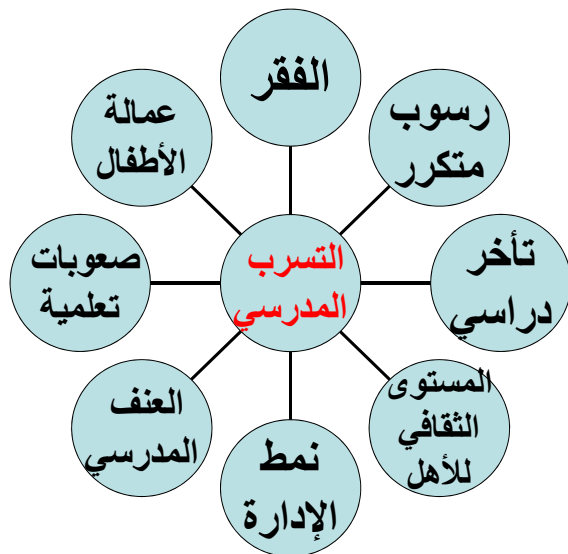 الفقر
رسوب
متكرر
تأخر
دراسي
المستوى
الثقافي
للأهل
نمط
الإدارة
العنف
المدرسي
صعوبات
تعلمية
عمالة
الأطفال
التسرب
المدرسي